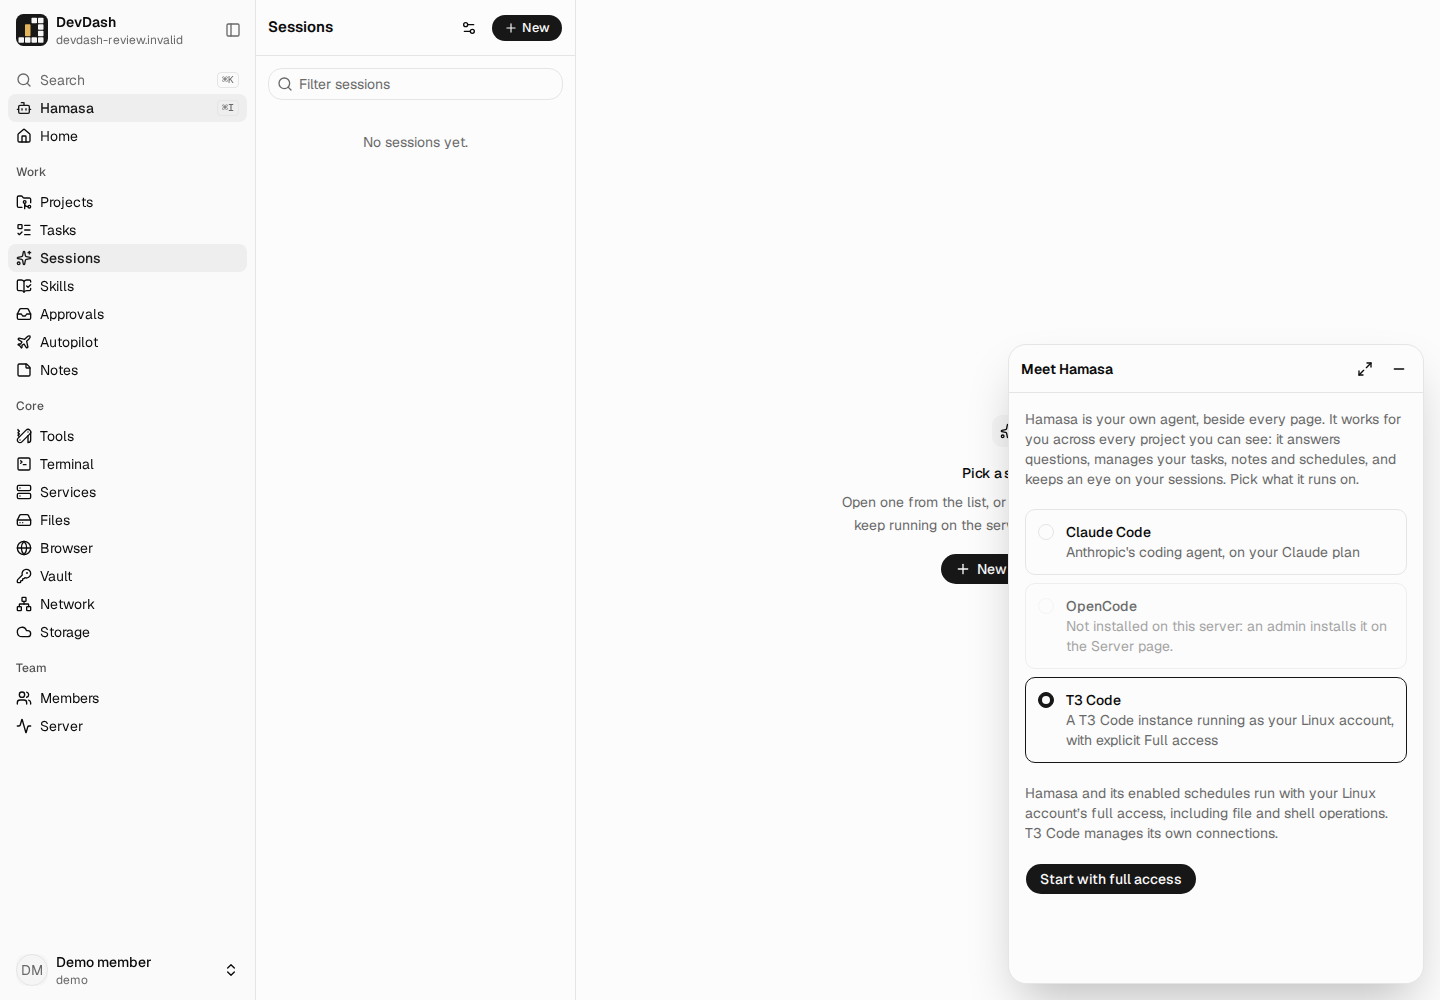 DevDash
devdash-review.invalid
Search
⌘K
Hamasa
⌘I
Home
Work
Projects
Tasks
Sessions
Skills
Approvals
Autopilot
Notes
Core
Tools
Terminal
Services
Files
Browser
Vault
Network
Storage
Team
Members
Server
DM
Demo member
demo
Sessions
New
Filter sessions
No sessions yet.
Pick a s
Open one from the list, or
keep running on the serv
New
Meet Hamasa
Hamasa is your own agent, beside every page. It works for
you across every project you can see: it answers
questions, manages your tasks, notes and schedules, and
keeps an eye on your sessions. Pick what it runs on.
Claude Code
Anthropic's coding agent, on your Claude plan
OpenCode
Not installed on this server: an admin installs it on
the Server page.
T3 Code
A T3 Code instance running as your Linux account,
with explicit Full access
Hamasa and its enabled schedules run with your Linux
account's full access, including file and shell operations.
T3 Code manages its own connections.
Start with full access